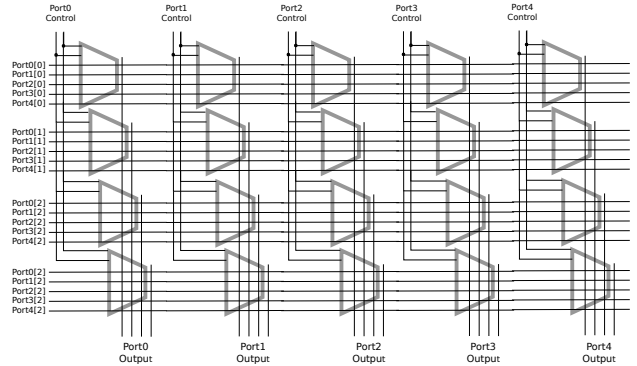 Port0 Port1 Port2 Port3 Port4
Control Control Control Control Control
Port0[0]
Port1[0]
Port2[0]
Port3[0]
Port4[0]
Port0[1]
Port1[1]
Port2[1]
Port3[1]
Port4[1]
Port0[2]
Port1[2]
Port2[2]
Port3[2]
Port4[2]
Port0[2]
Port1[2]
Port2[2]
Port3[2]
Port4[2]
Port0 Port1 Port2 Port3 Port4
Output Output Output Output Output